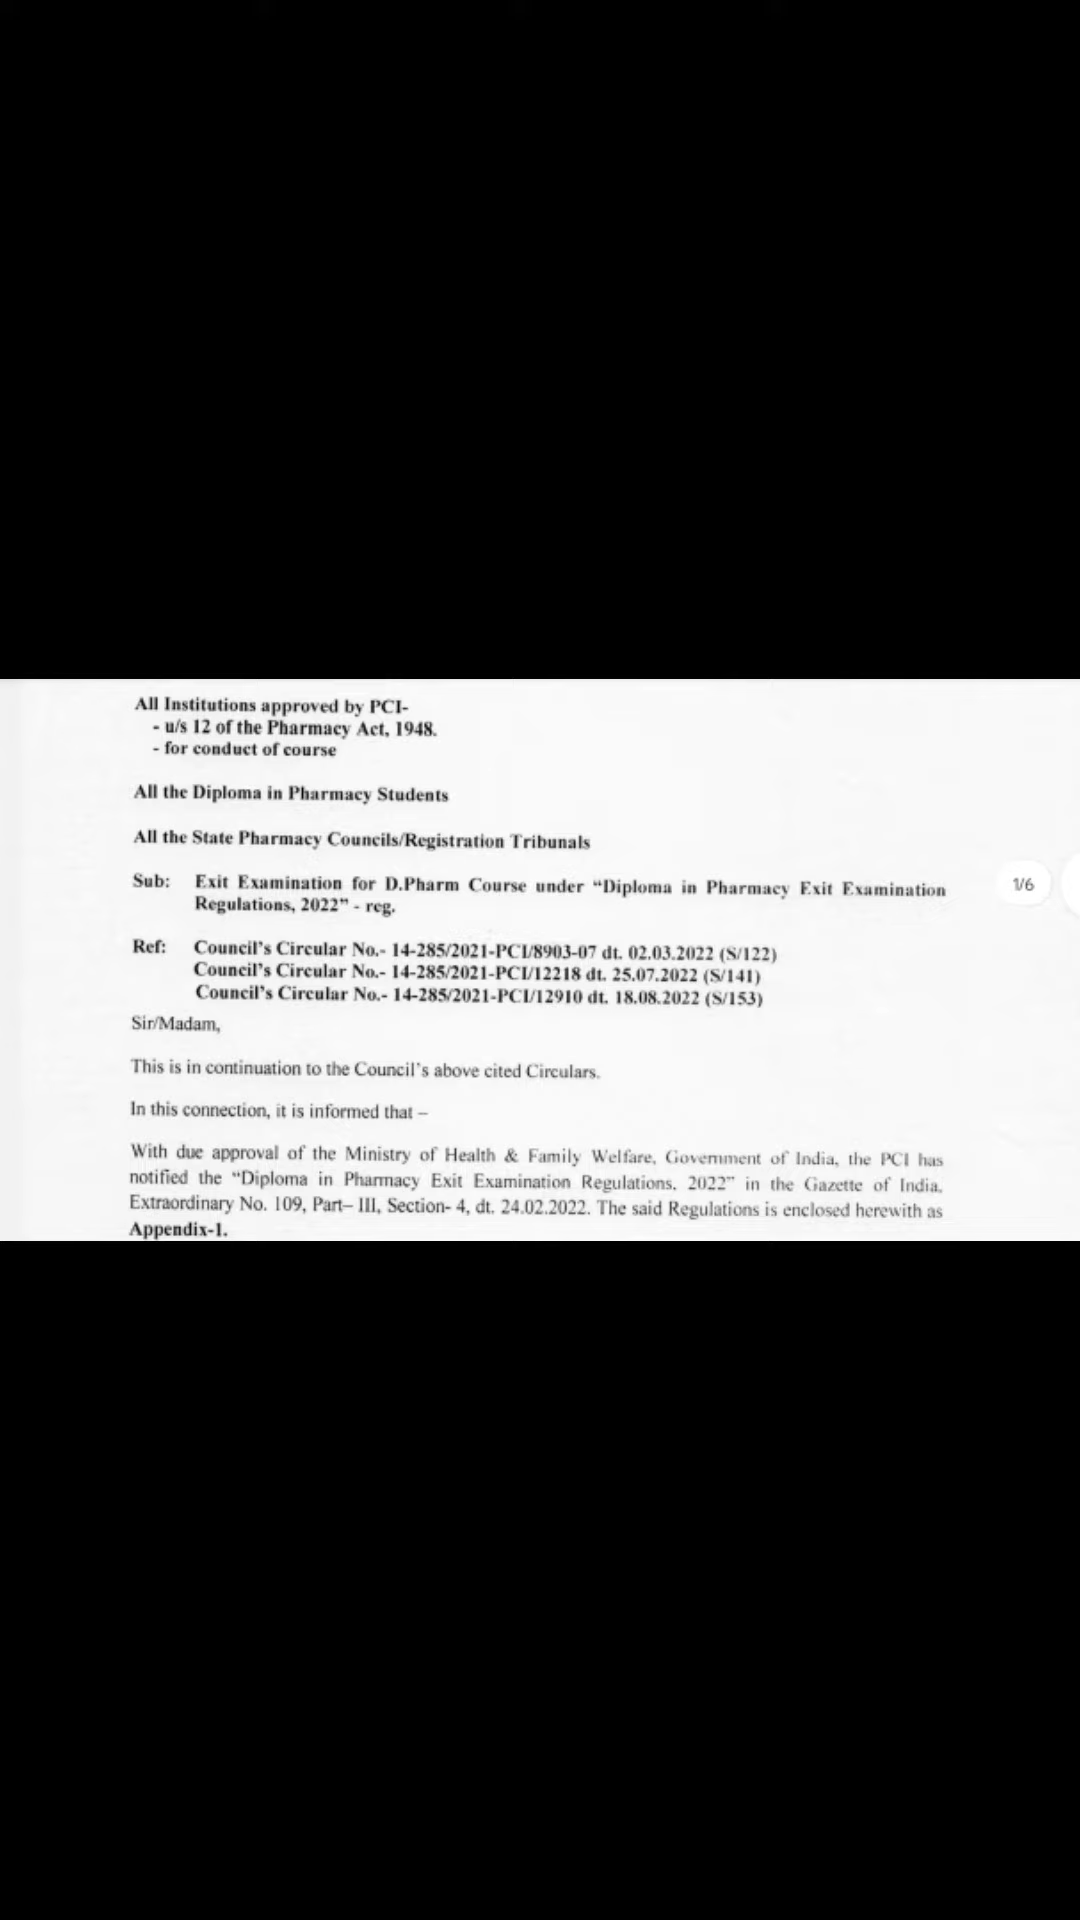 All Institutions approved by PCI-
- u/s 12 of the Pharmacy Act, 1948.
- for conduct of course
All the Diploma in Pharmacy Students
All the State Pharmacy Councils/Registration Tribunals
Sub: Exit Examination for D.Pharm Course under “Diploma in Pharmacy Exit Examination
Regulations, 2022” - reg.
1/6
Ref: Council’s Circular No.- 14-285/2021-PCI/8903-07 dt. 02.03.2022 (S/122)
Council’s Circular No.- 14-285/2021-PCI/12218 dt. 25.07.2022 (S/141)
Council’s Circular No.- 14-285/2021-PCI/12910 dt. 18.08.2022 (S/153)
Sir/Madam,
This is in continuation to the Council’s above cited Circulars.
In this connection, it is informed that –
With due approval of the Ministry of Health & Family Welfare, Government of India, the PCI has
notified the “Diploma in Pharmacy Exit Examination Regulations, 2022” in the Gazette of India,
Extraordinary No. 109, Part– III, Section- 4, dt. 24.02.2022. The said Regulations is enclosed herewith as
Appendix-1.